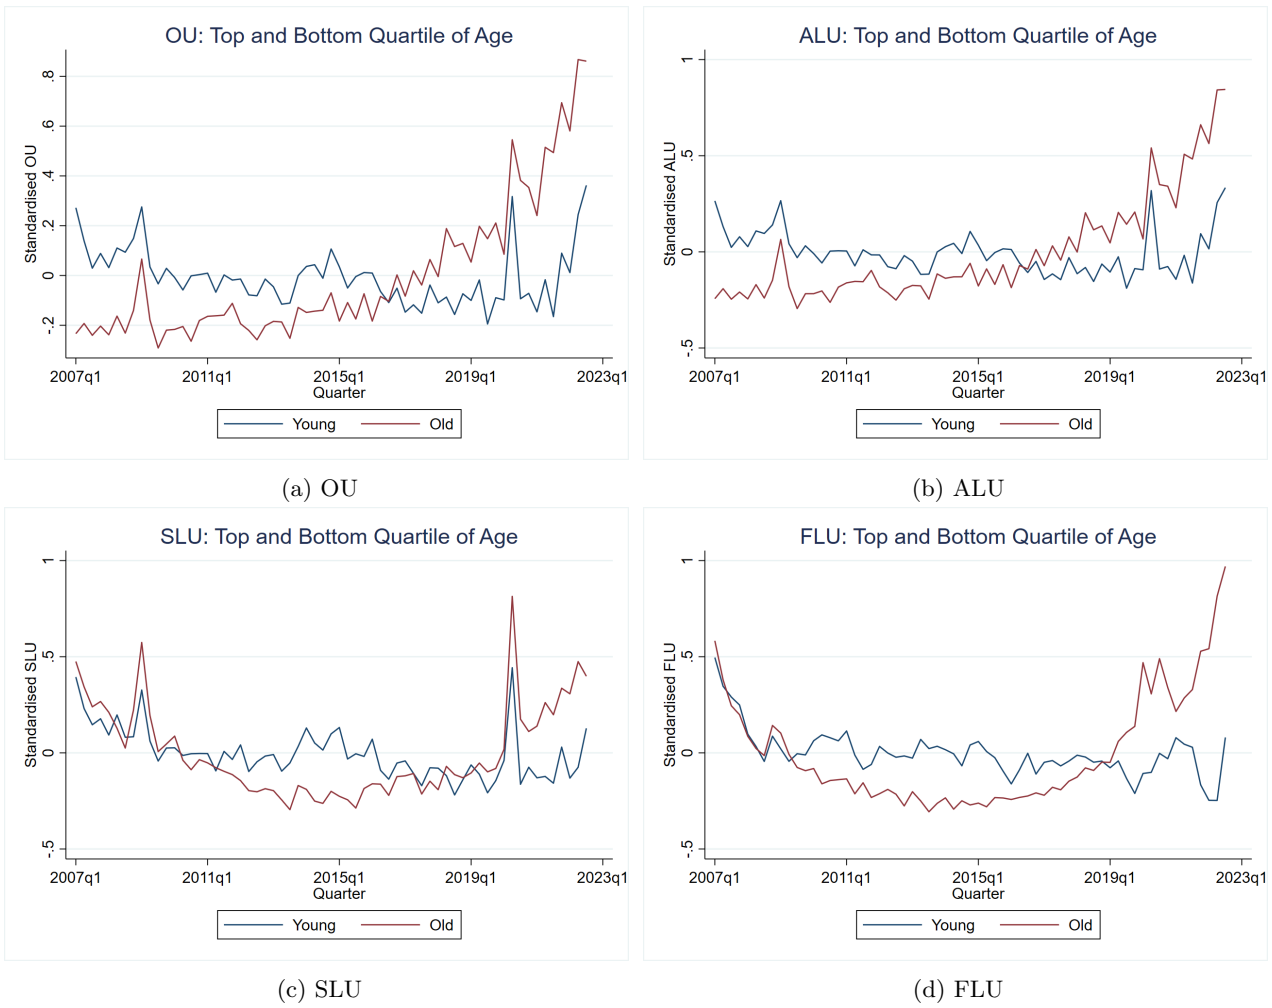 OU: Top and Bottom Quartile of Age
Standardised OU
.8
.6
.4
.2
0
-.2
2007q1 2011q1 2015q1 2019q1 2023q1
Quarter
Young Old
(a) OU
ALU: Top and Bottom Quartile of Age
Standardised ALU
1
.5
0
-.5
2007q1 2011q1 2015q1 2019q1 2023q1
Quarter
Young Old
(b) ALU
SLU: Top and Bottom Quartile of Age
Standardised SLU
1
.5
0
-.5
2007q1 2011q1 2015q1 2019q1 2023q1
Quarter
Young Old
(c) SLU
FLU: Top and Bottom Quartile of Age
Standardised FLU
1
.5
0
-.5
2007q1 2011q1 2015q1 2019q1 2023q1
Quarter
Young Old
(d) FLU